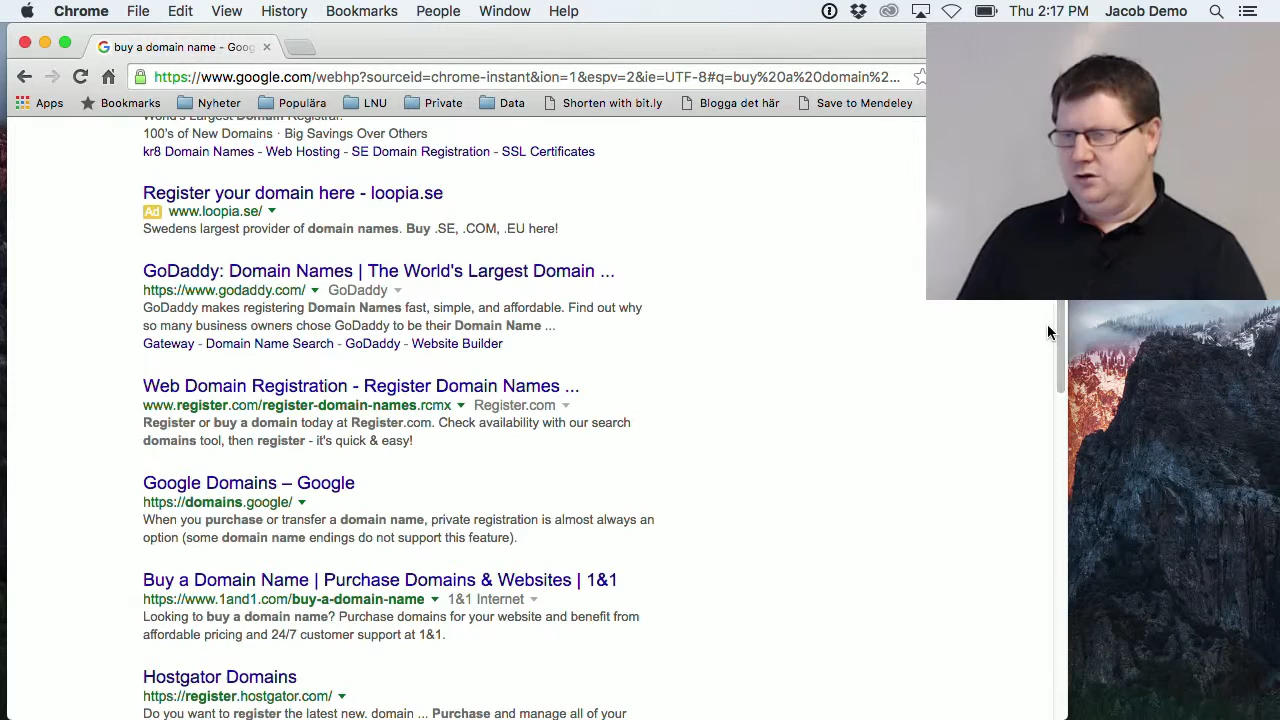 Chrome File Edit View History Bookmarks People Window Help Thu 2:17 PM Jacob Demo
buy a domain name - Goog
https://www.google.com/webhp?sourceid=chrome-instant&ion=1&espv=2&ie=UTF-8#q=buy%20a%20domain%2...
Apps Bookmarks Nyheter Populära LNU Private Data Shorten with bit.ly Blogga det här Save to Mendeley
World's Largest Domain Registrar.
100's of New Domains · Big Savings Over Others
kr8 Domain Names - Web Hosting - SE Domain Registration - SSL Certificates
Register your domain here - loopia.se
Ad www.loopia.se/
Swedens largest provider of domain names. Buy .SE, .COM, .EU here!
GoDaddy: Domain Names | The World's Largest Domain ...
https://www.godaddy.com/ GoDaddy
GoDaddy makes registering Domain Names fast, simple, and affordable. Find out why
so many business owners chose GoDaddy to be their Domain Name ...
Gateway - Domain Name Search - GoDaddy - Website Builder
Web Domain Registration - Register Domain Names ...
www.register.com/register-domain-names.rcmx Register.com
Register or buy a domain today at Register.com. Check availability with our search
domains tool, then register - it's quick & easy!
Google Domains – Google
https://domains.google/
When you purchase or transfer a domain name, private registration is almost always an
option (some domain name endings do not support this feature).
Buy a Domain Name | Purchase Domains & Websites | 1&1
https://www.1and1.com/buy-a-domain-name 1&1 Internet
Looking to buy a domain name? Purchase domains for your website and benefit from
affordable pricing and 24/7 customer support at 1&1.
Hostgator Domains
https://register.hostgator.com/
Do you want to register the latest new. domain ... Purchase and manage all of your